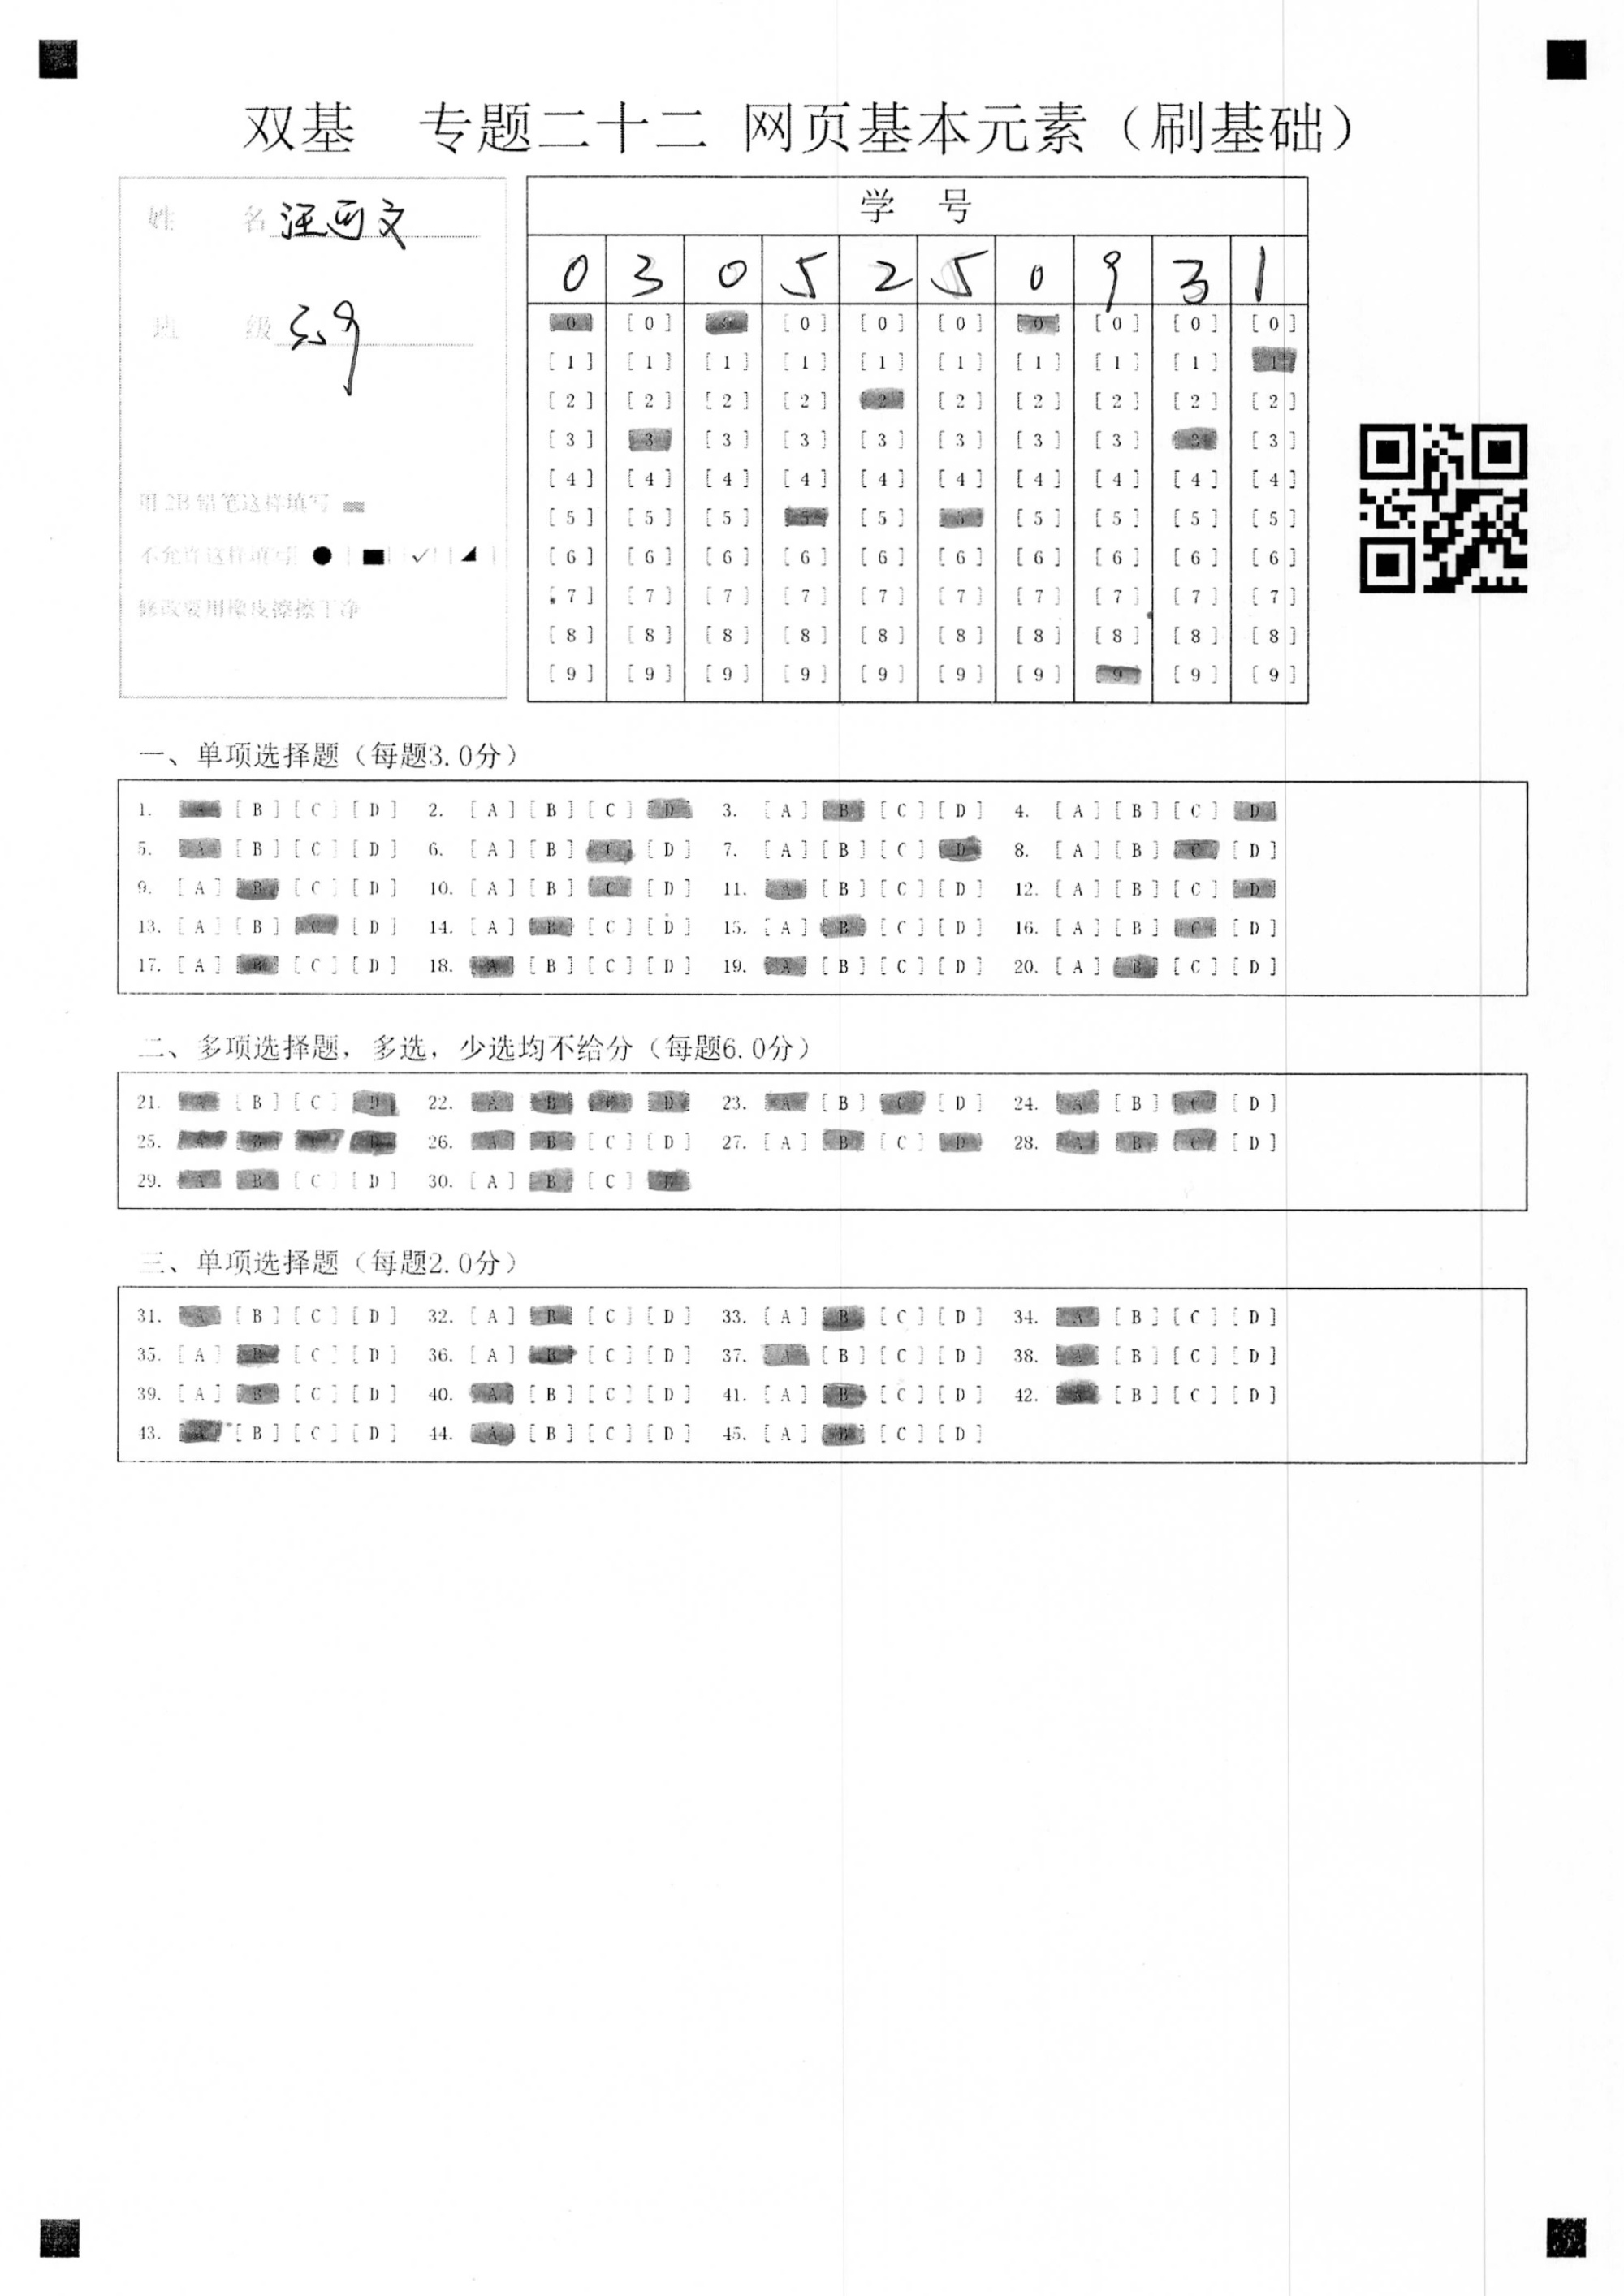 双基 专题二十二 网页基本元素（刷基础）
姓 名 汪 文
班 级
用2B铅笔这样填写
不允许这样填写
修改要用橡皮擦擦干净
学 号
0 3 0 5 2 5 0 9 3 1
[0] [0] [0] [0] [0] [0] [0] [0] [0] [0]
[1] [1] [1] [1] [1] [1] [1] [1] [1] [1]
[2] [2] [2] [2] [2] [2] [2] [2] [2] [2]
[3] [3] [3] [3] [3] [3] [3] [3] [3] [3]
[4] [4] [4] [4] [4] [4] [4] [4] [4] [4]
[5] [5] [5] [5] [5] [5] [5] [5] [5] [5]
[6] [6] [6] [6] [6] [6] [6] [6] [6] [6]
[7] [7] [7] [7] [7] [7] [7] [7] [7] [7]
[8] [8] [8] [8] [8] [8] [8] [8] [8] [8]
[9] [9] [9] [9] [9] [9] [9] [9] [9] [9]
一、单项选择题（每题3.0分）
1. [A] [B] [C] [D] 2. [A] [B] [C] [D] 3. [A] [B] [C] [D] 4. [A] [B] [C] [D]
5. [A] [B] [C] [D] 6. [A] [B] [C] [D] 7. [A] [B] [C] [D] 8. [A] [B] [C] [D]
9. [A] [B] [C] [D] 10. [A] [B] [C] [D] 11. [A] [B] [C] [D] 12. [A] [B] [C] [D]
13. [A] [B] [C] [D] 14. [A] [B] [C] [D] 15. [A] [B] [C] [D] 16. [A] [B] [C] [D]
17. [A] [B] [C] [D] 18. [A] [B] [C] [D] 19. [A] [B] [C] [D] 20. [A] [B] [C] [D]
二、多项选择题，多选，少选均不给分（每题6.0分）
21. [A] [B] [C] [D] 22. [A] [B] [C] [D] 23. [A] [B] [C] [D] 24. [A] [B] [C] [D]
25. [A] [B] [C] [D] 26. [A] [B] [C] [D] 27. [A] [B] [C] [D] 28. [A] [B] [C] [D]
29. [A] [B] [C] [D] 30. [A] [B] [C] [D]
三、单项选择题（每题2.0分）
31. [A] [B] [C] [D] 32. [A] [B] [C] [D] 33. [A] [B] [C] [D] 34. [A] [B] [C] [D]
35. [A] [B] [C] [D] 36. [A] [B] [C] [D] 37. [A] [B] [C] [D] 38. [A] [B] [C] [D]
39. [A] [B] [C] [D] 40. [A] [B] [C] [D] 41. [A] [B] [C] [D] 42. [A] [B] [C] [D]
43. [A] [B] [C] [D] 44. [A] [B] [C] [D] 45. [A] [B] [C] [D]